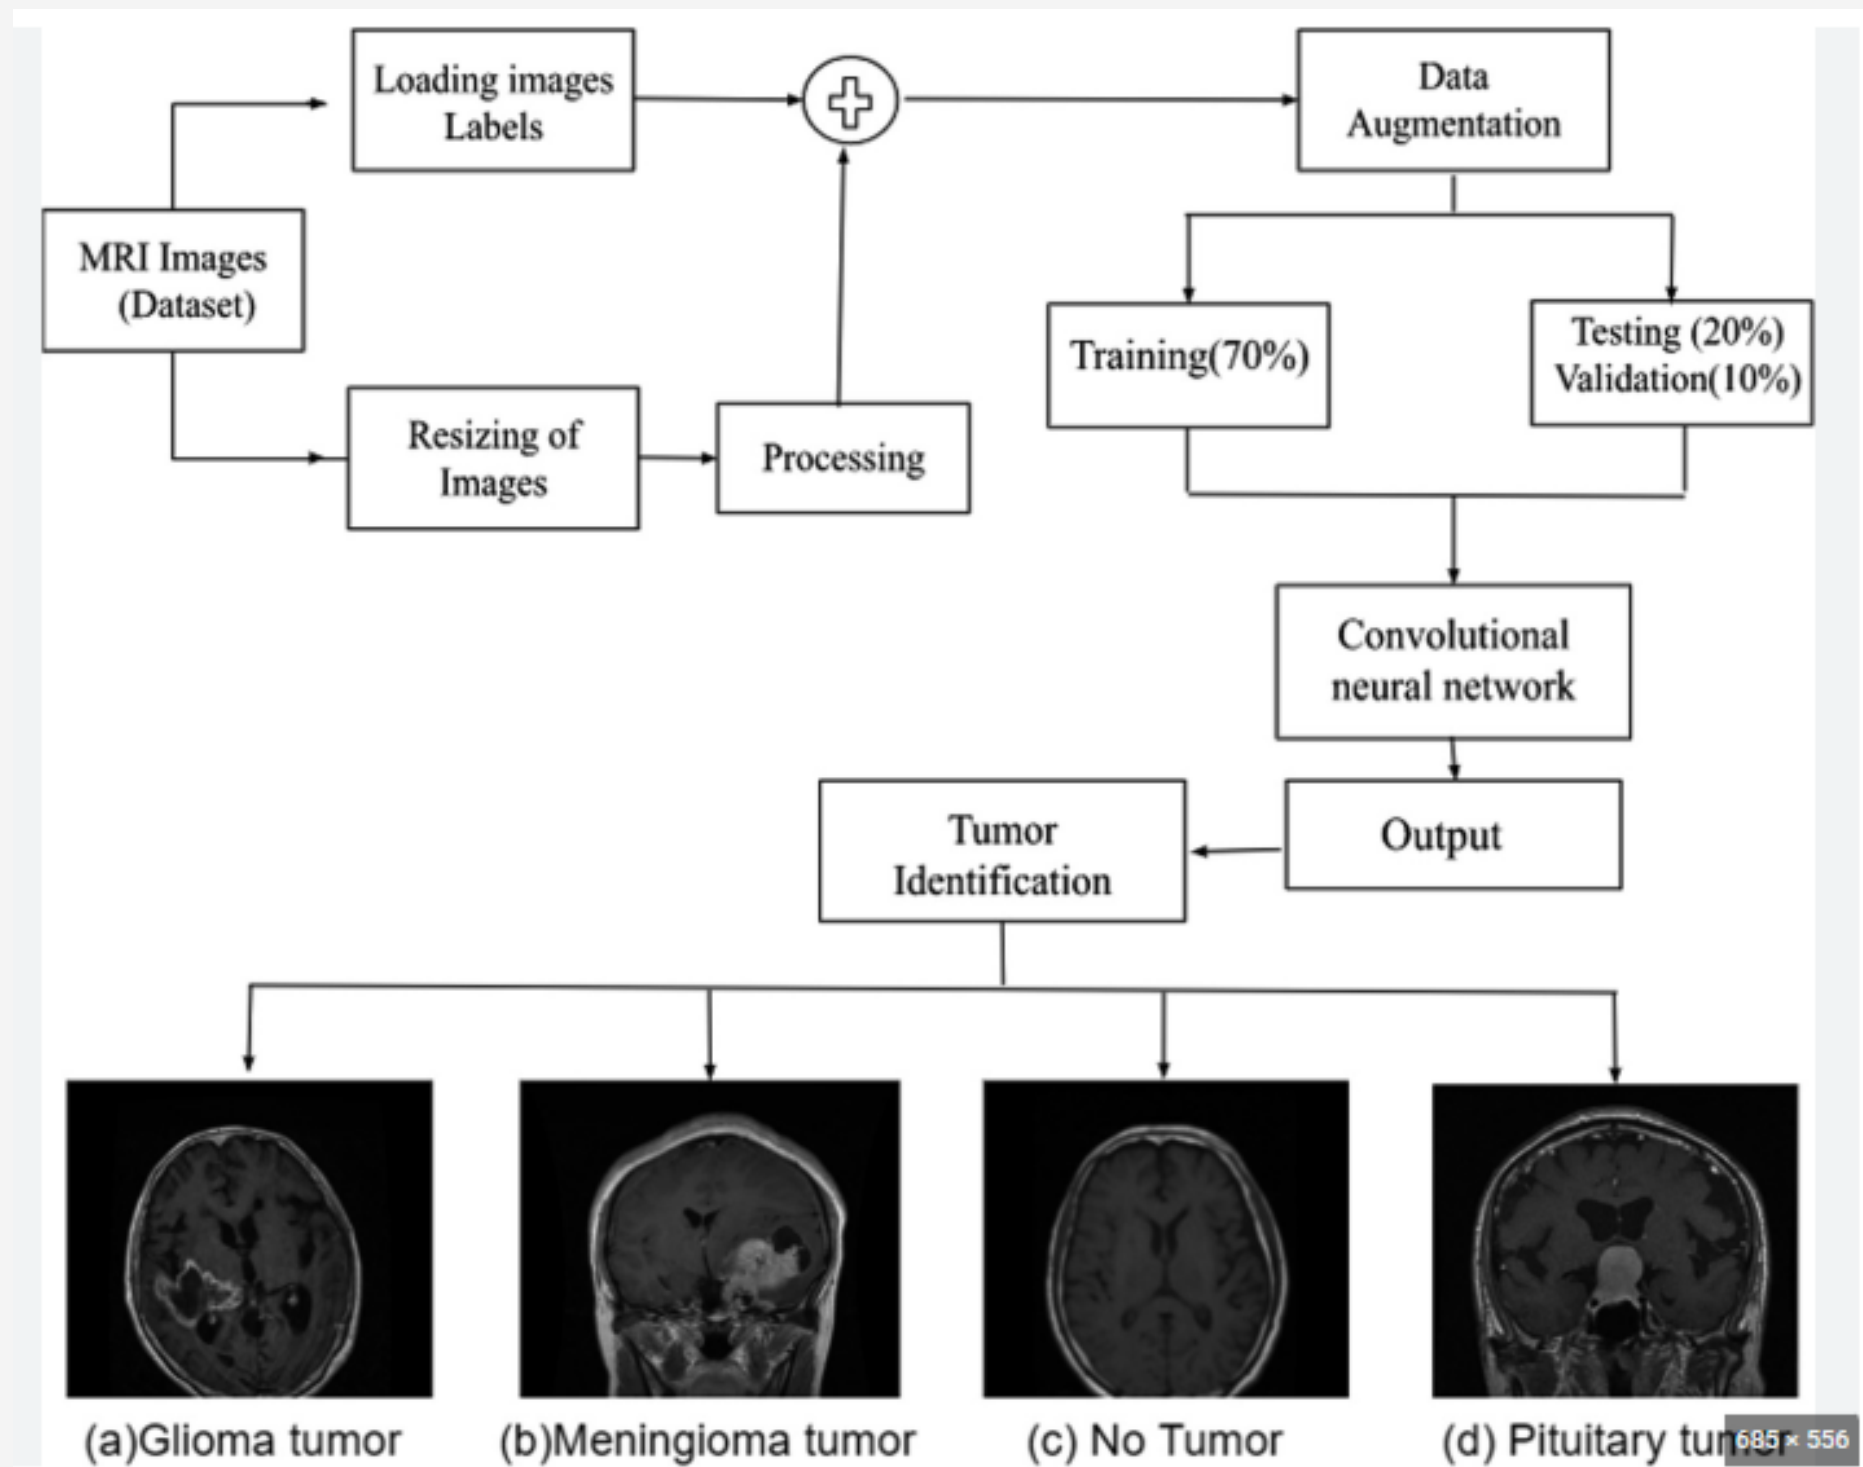 Loading images
Labels
Data
Augmentation
MRI Images
(Dataset)
Training(70%)
Testing (20%)
Validation(10%)
Resizing of
Images
Processing
Convolutional
neural network
Tumor
Identification
Output
(a)Glioma tumor
(b)Meningioma tumor
(c) No Tumor
(d) Pituitary tumor
685 × 556